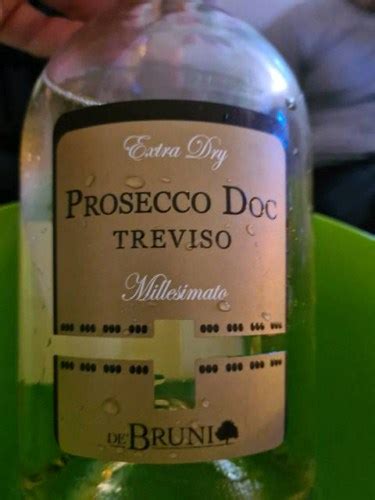 Extra Dry
PROSECCO DOC
TREVISO
Millesimato
DE' BRUNI